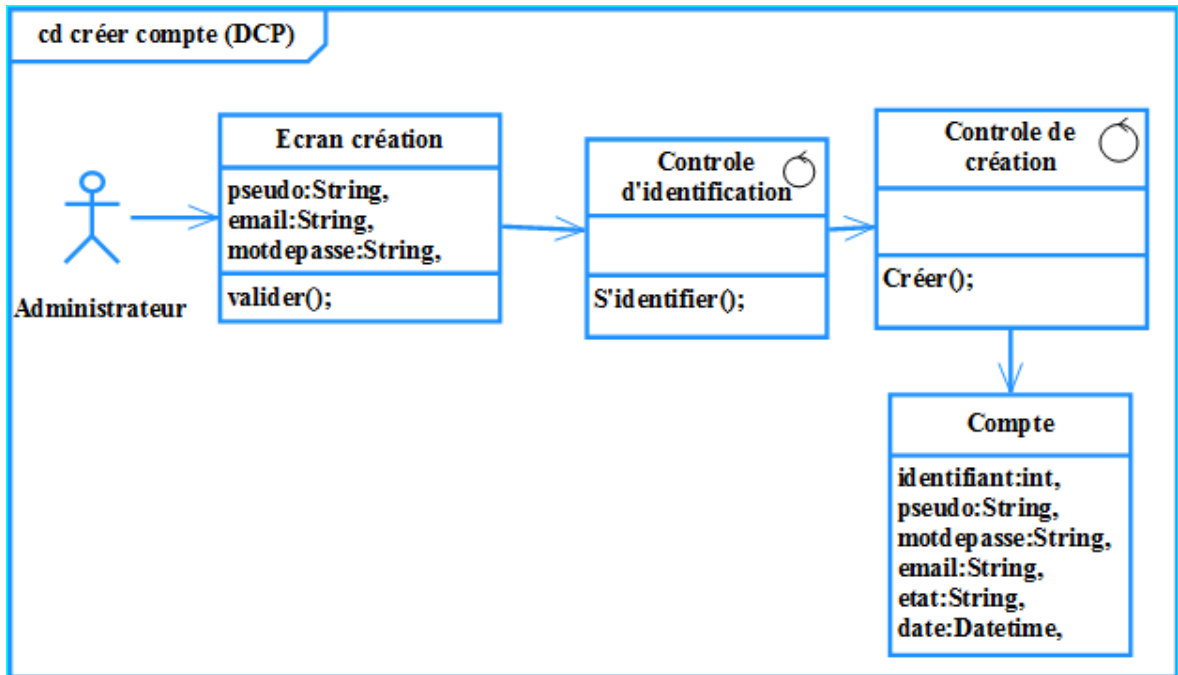 cd créer compte (DCP)
Administrateur
Ecran création
pseudo:String,
email:String,
motdepasse:String,
valider();
Controle
d'identification
S'identifier();
Controle de
création
Créer();
Compte
identifiant:int,
pseudo:String,
motdepasse:String,
email:String,
etat:String,
date:Datetime,